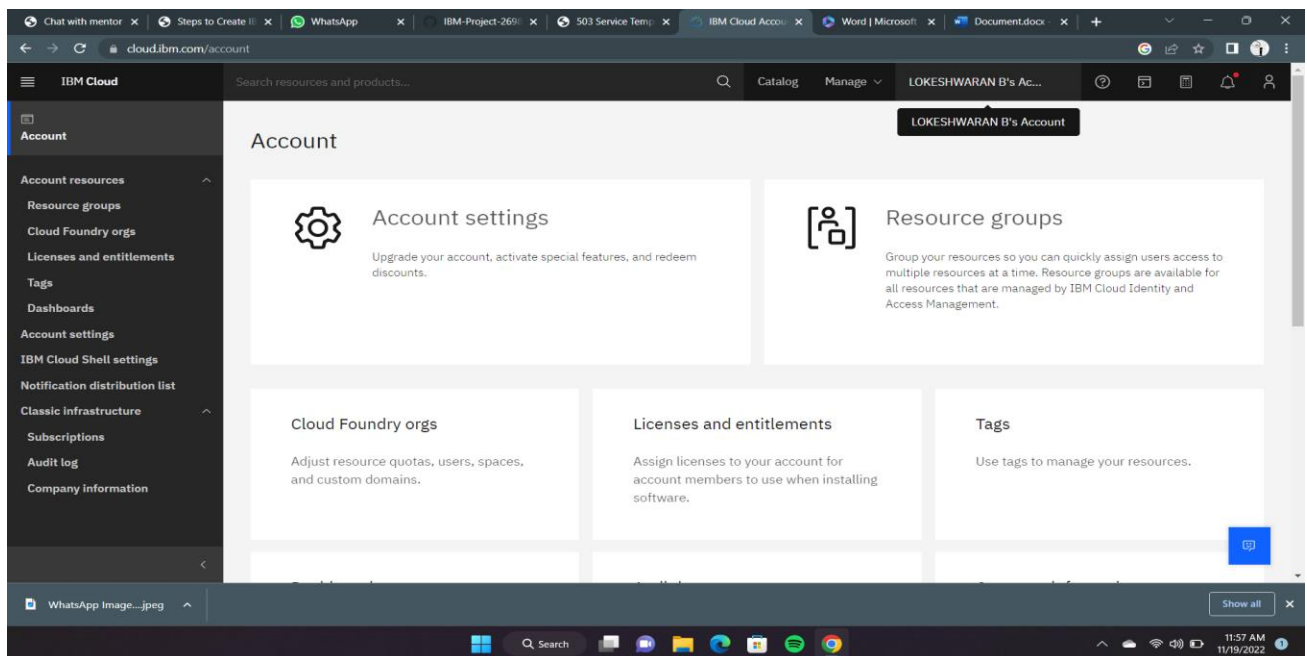 Chat with mentor
Steps to Create IB
WhatsApp
IBM-Project-2698
503 Service Temp
IBM Cloud Accou
Word | Microsoft
Document.docx -
cloud.ibm.com/account
IBM Cloud
Search resources and products...
Catalog
Manage
LOKESHWARAN B's Ac...
LOKESHWARAN B's Account
Account
Account resources
Resource groups
Cloud Foundry orgs
Licenses and entitlements
Tags
Dashboards
Account settings
IBM Cloud Shell settings
Notification distribution list
Classic infrastructure
Subscriptions
Audit log
Company information
Account
Account settings
Upgrade your account, activate special features, and redeem
discounts.
Resource groups
Group your resources so you can quickly assign users access to
multiple resources at a time. Resource groups are available for
all resources that are managed by IBM Cloud Identity and
Access Management.
Cloud Foundry orgs
Adjust resource quotas, users, spaces,
and custom domains.
Licenses and entitlements
Assign licenses to your account for
account members to use when installing
software.
Tags
Use tags to manage your resources.
WhatsApp Image....jpeg
Show all
Search
11:57 AM
11/19/2022